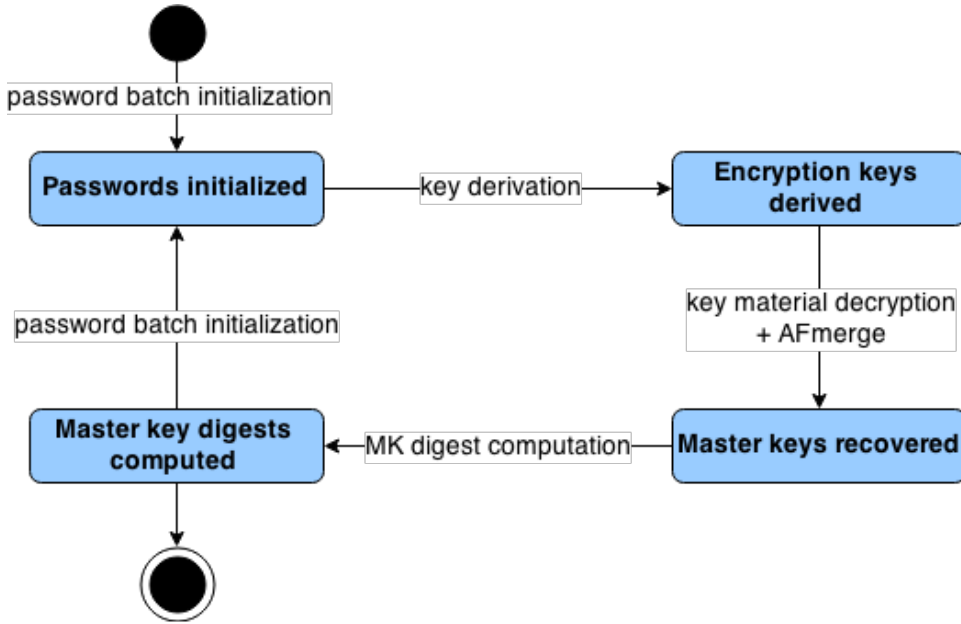 password batch initialization
Passwords initialized
key derivation
Encryption keys
derived
key material decryption
+ AFmerge
password batch initialization
Master key digests
computed
MK digest computation
Master keys recovered